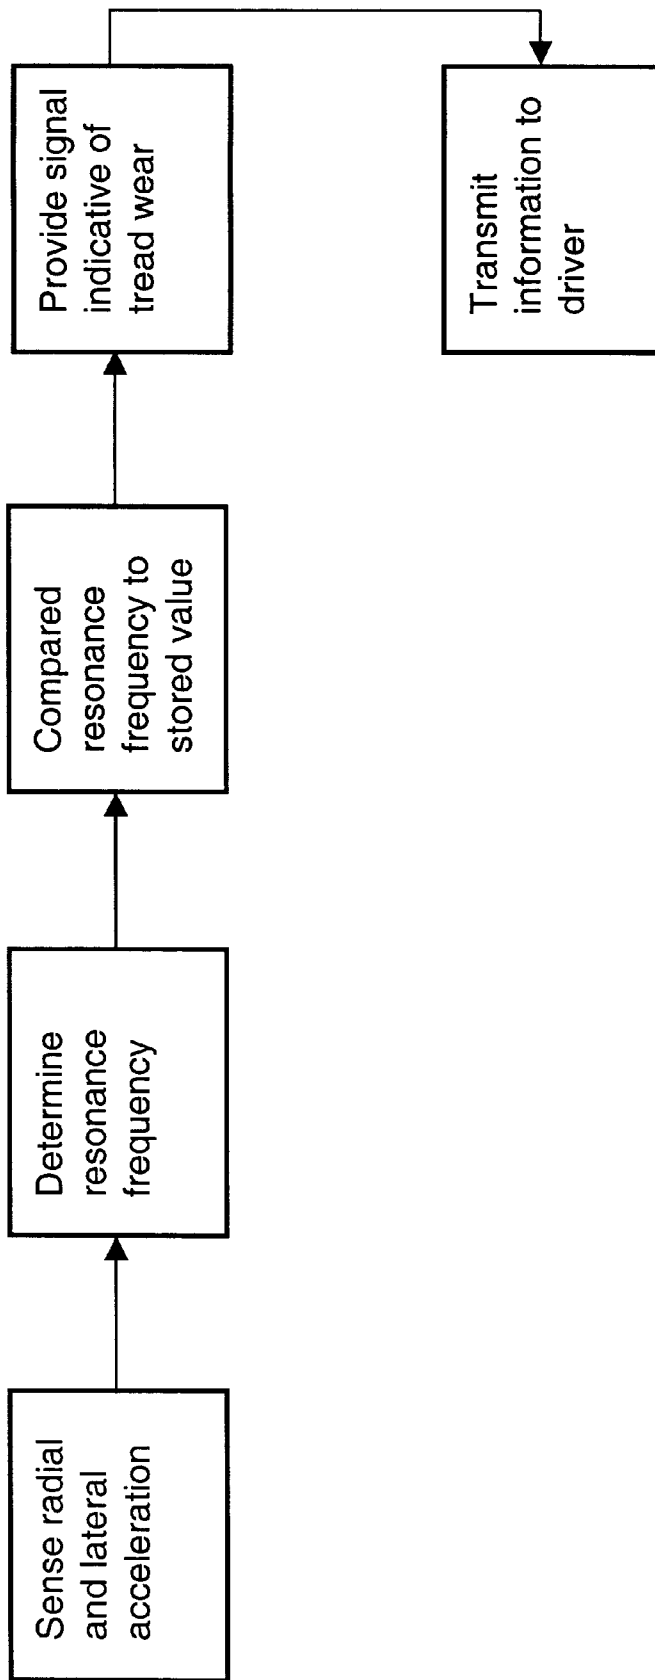 Sense radial
and lateral
acceleration
Determine
resonance
frequency
Compared
resonance
frequency to
stored value
Provide signal
indicative of
tread wear
Transmit
information to
driver